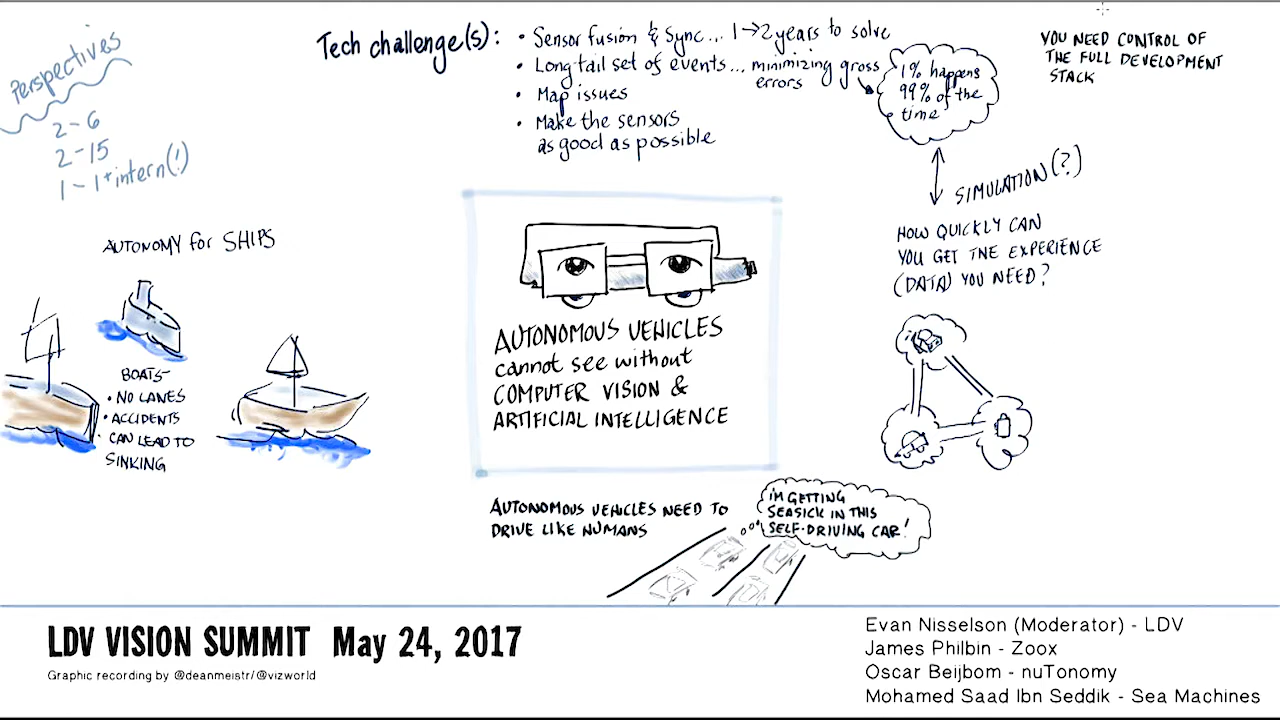 Perspectives
2-6
2-15
1-1+intern(!)
Tech challenge(s):
• Sensor fusion & Sync... 1→2 years to solve
• Long tail set of events... minimizing gross
errors
• Map issues
• Make the sensors
as good as possible
1% happens
99% of the
time
YOU NEED CONTROL OF
THE FULL DEVELOPMENT
STACK
SIMULATION(?)
HOW QUICKLY CAN
YOU GET THE EXPERIENCE
(DATA) YOU NEED?
AUTONOMY for SHIPS
BOATS-
• NO LANES
• ACCIDENTS
CAN LEAD TO
SINKING
AUTONOMOUS VEHICLES
cannot see without
COMPUTER VISION &
ARTIFICIAL INTELLIGENCE
AUTONOMOUS VEHICLES NEED TO
DRIVE LIKE HUMANS
I'M GETTING
SEASICK IN THIS
SELF-DRIVING CAR!
LDV VISION SUMMIT May 24, 2017
Graphic recording by @deanmeistr/@vizworld
Evan Nisselson (Moderator) - LDV
James Philbin - Zoox
Oscar Beijbom - nuTonomy
Mohamed Saad Ibn Seddik - Sea Machines